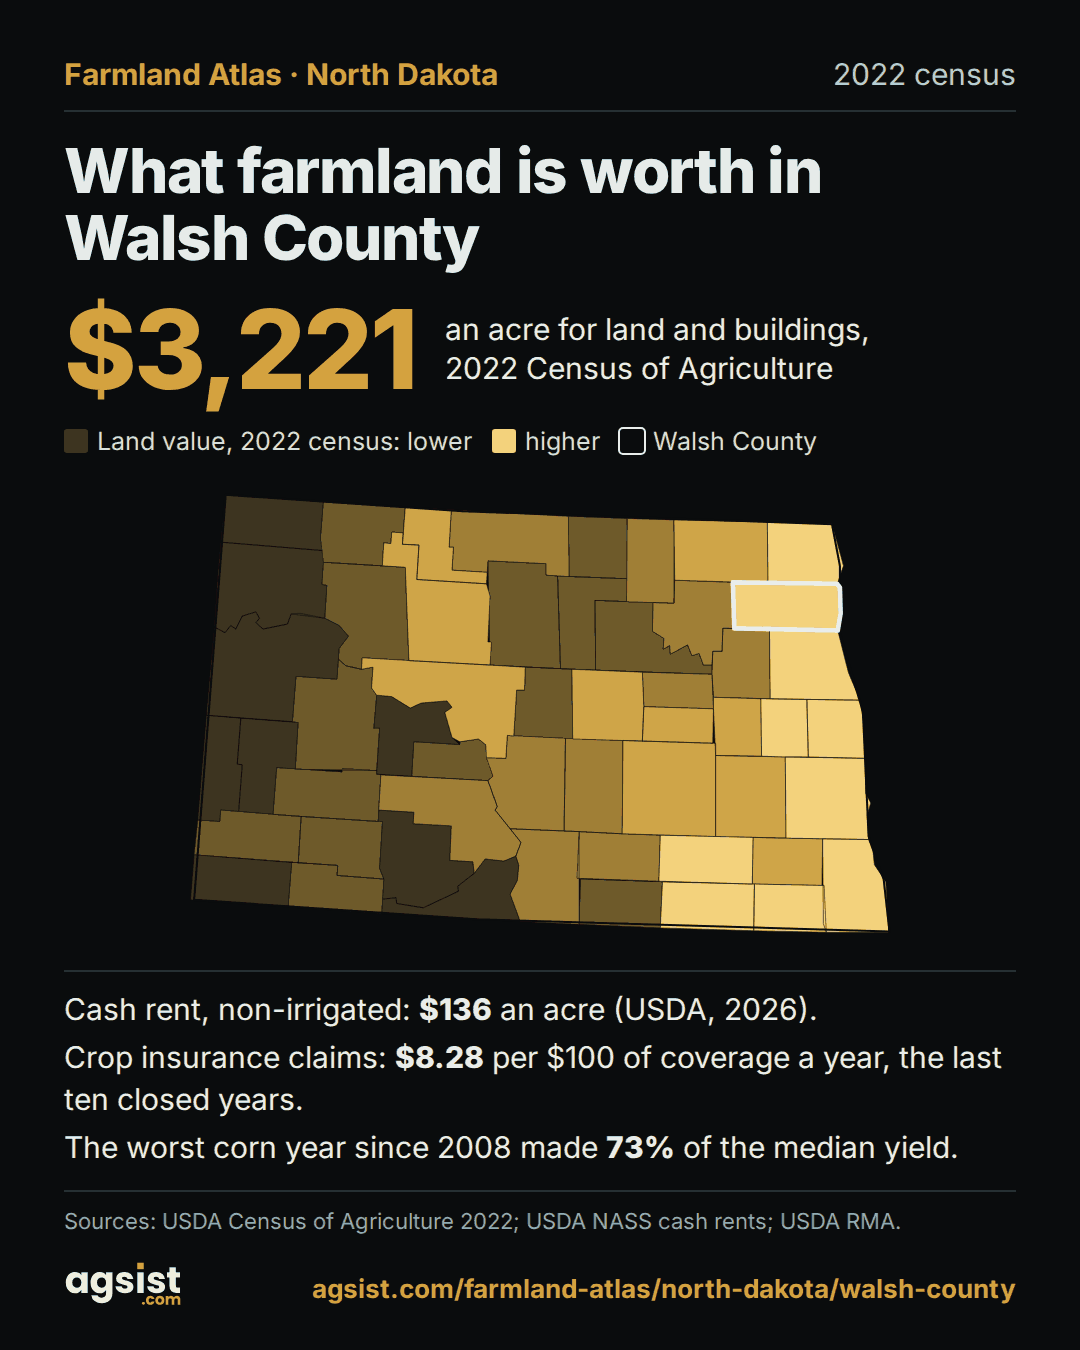 Farmland Atlas · North Dakota
2022 census
What farmland is worth in
Walsh County
$3,221
an acre for land and buildings,
2022 Census of Agriculture
Land value, 2022 census: lower
higher
Walsh County
Cash rent, non-irrigated: $136 an acre (USDA, 2026).
Crop insurance claims: $8.28 per $100 of coverage a year, the last
ten closed years.
The worst corn year since 2008 made 73% of the median yield.
Sources: USDA Census of Agriculture 2022; USDA NASS cash rents; USDA RMA.
agsist
.com
agsist.com/farmland-atlas/north-dakota/walsh-county